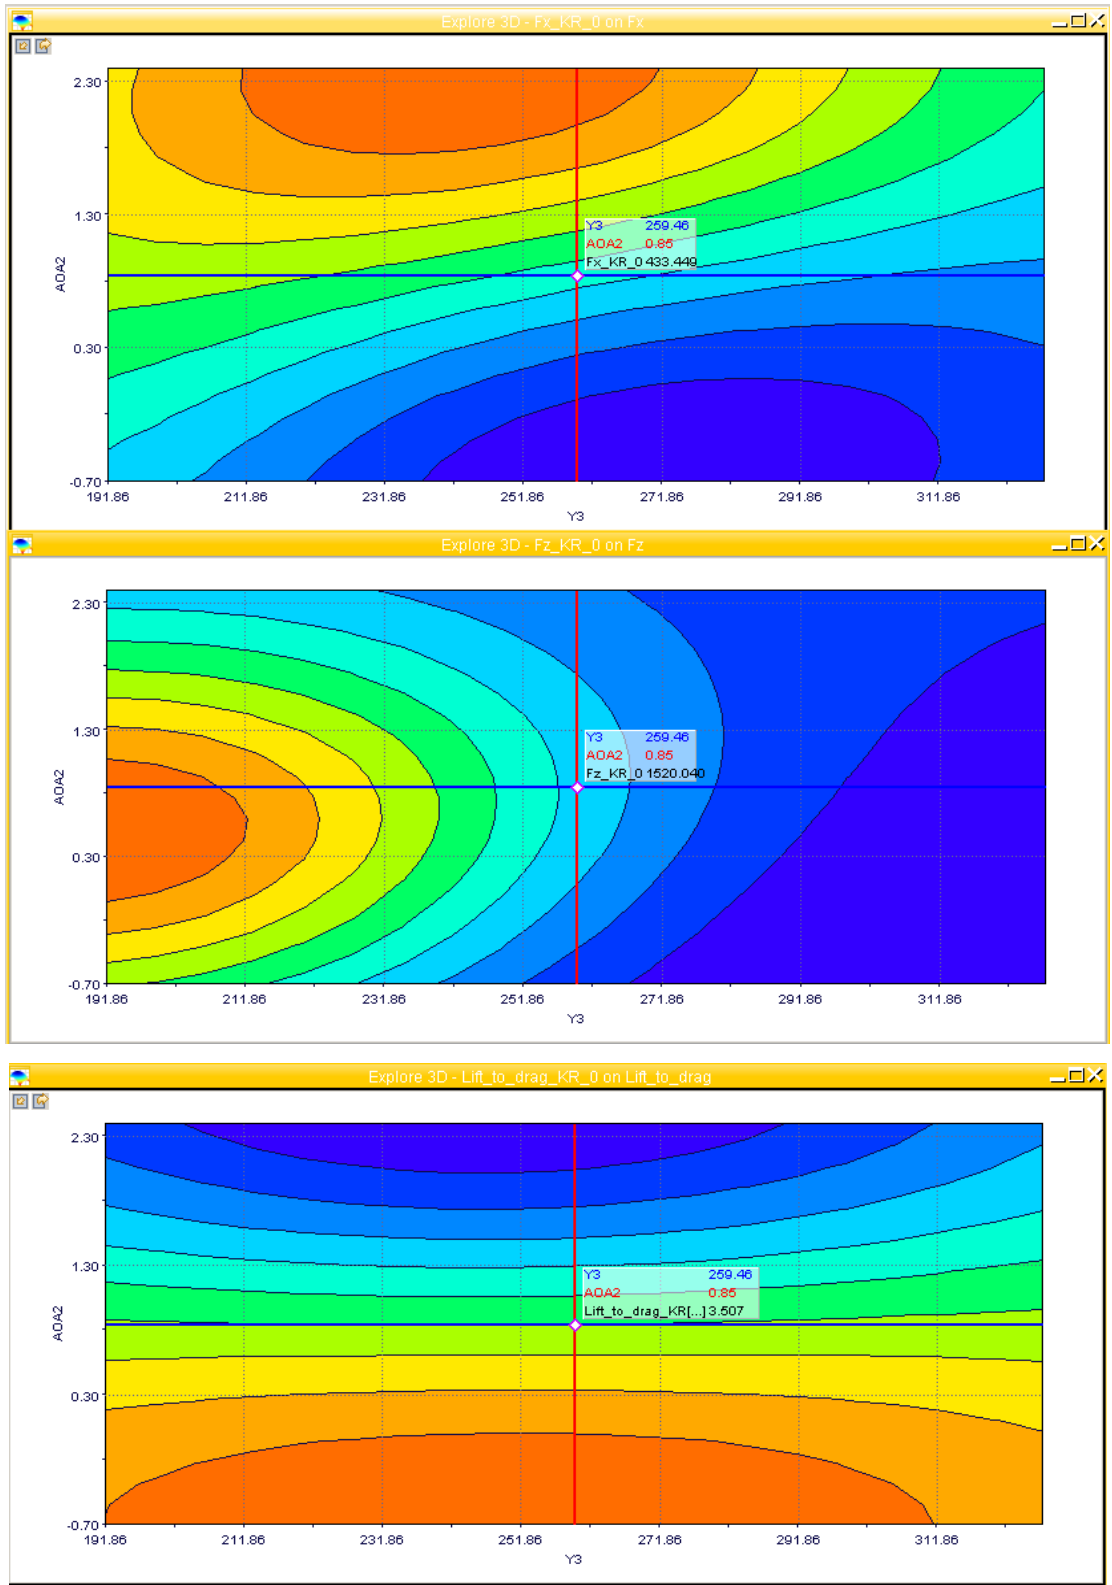 Explore 3D - Fx_KR_0 on Fx
2.30
1.30
0.30
-0.70
AOA2
Y3 259.46
AOA2 0.85
Fx_KR_0 433.449
191.86 211.86 231.86 251.86 271.86 291.86 311.86
Y3
Explore 3D - Fz_KR_0 on Fz
2.30
1.30
0.30
-0.70
AOA2
Y3 259.46
AOA2 0.85
Fz_KR_0 1520.040
191.86 211.86 231.86 251.86 271.86 291.86 311.86
Y3
Explore 3D - Lift_to_drag_KR_0 on Lift_to_drag
2.30
1.30
0.30
-0.70
AOA2
Y3 259.46
AOA2 0.85
Lift_to_drag_KR[...] 3.507
191.86 211.86 231.86 251.86 271.86 291.86 311.86
Y3